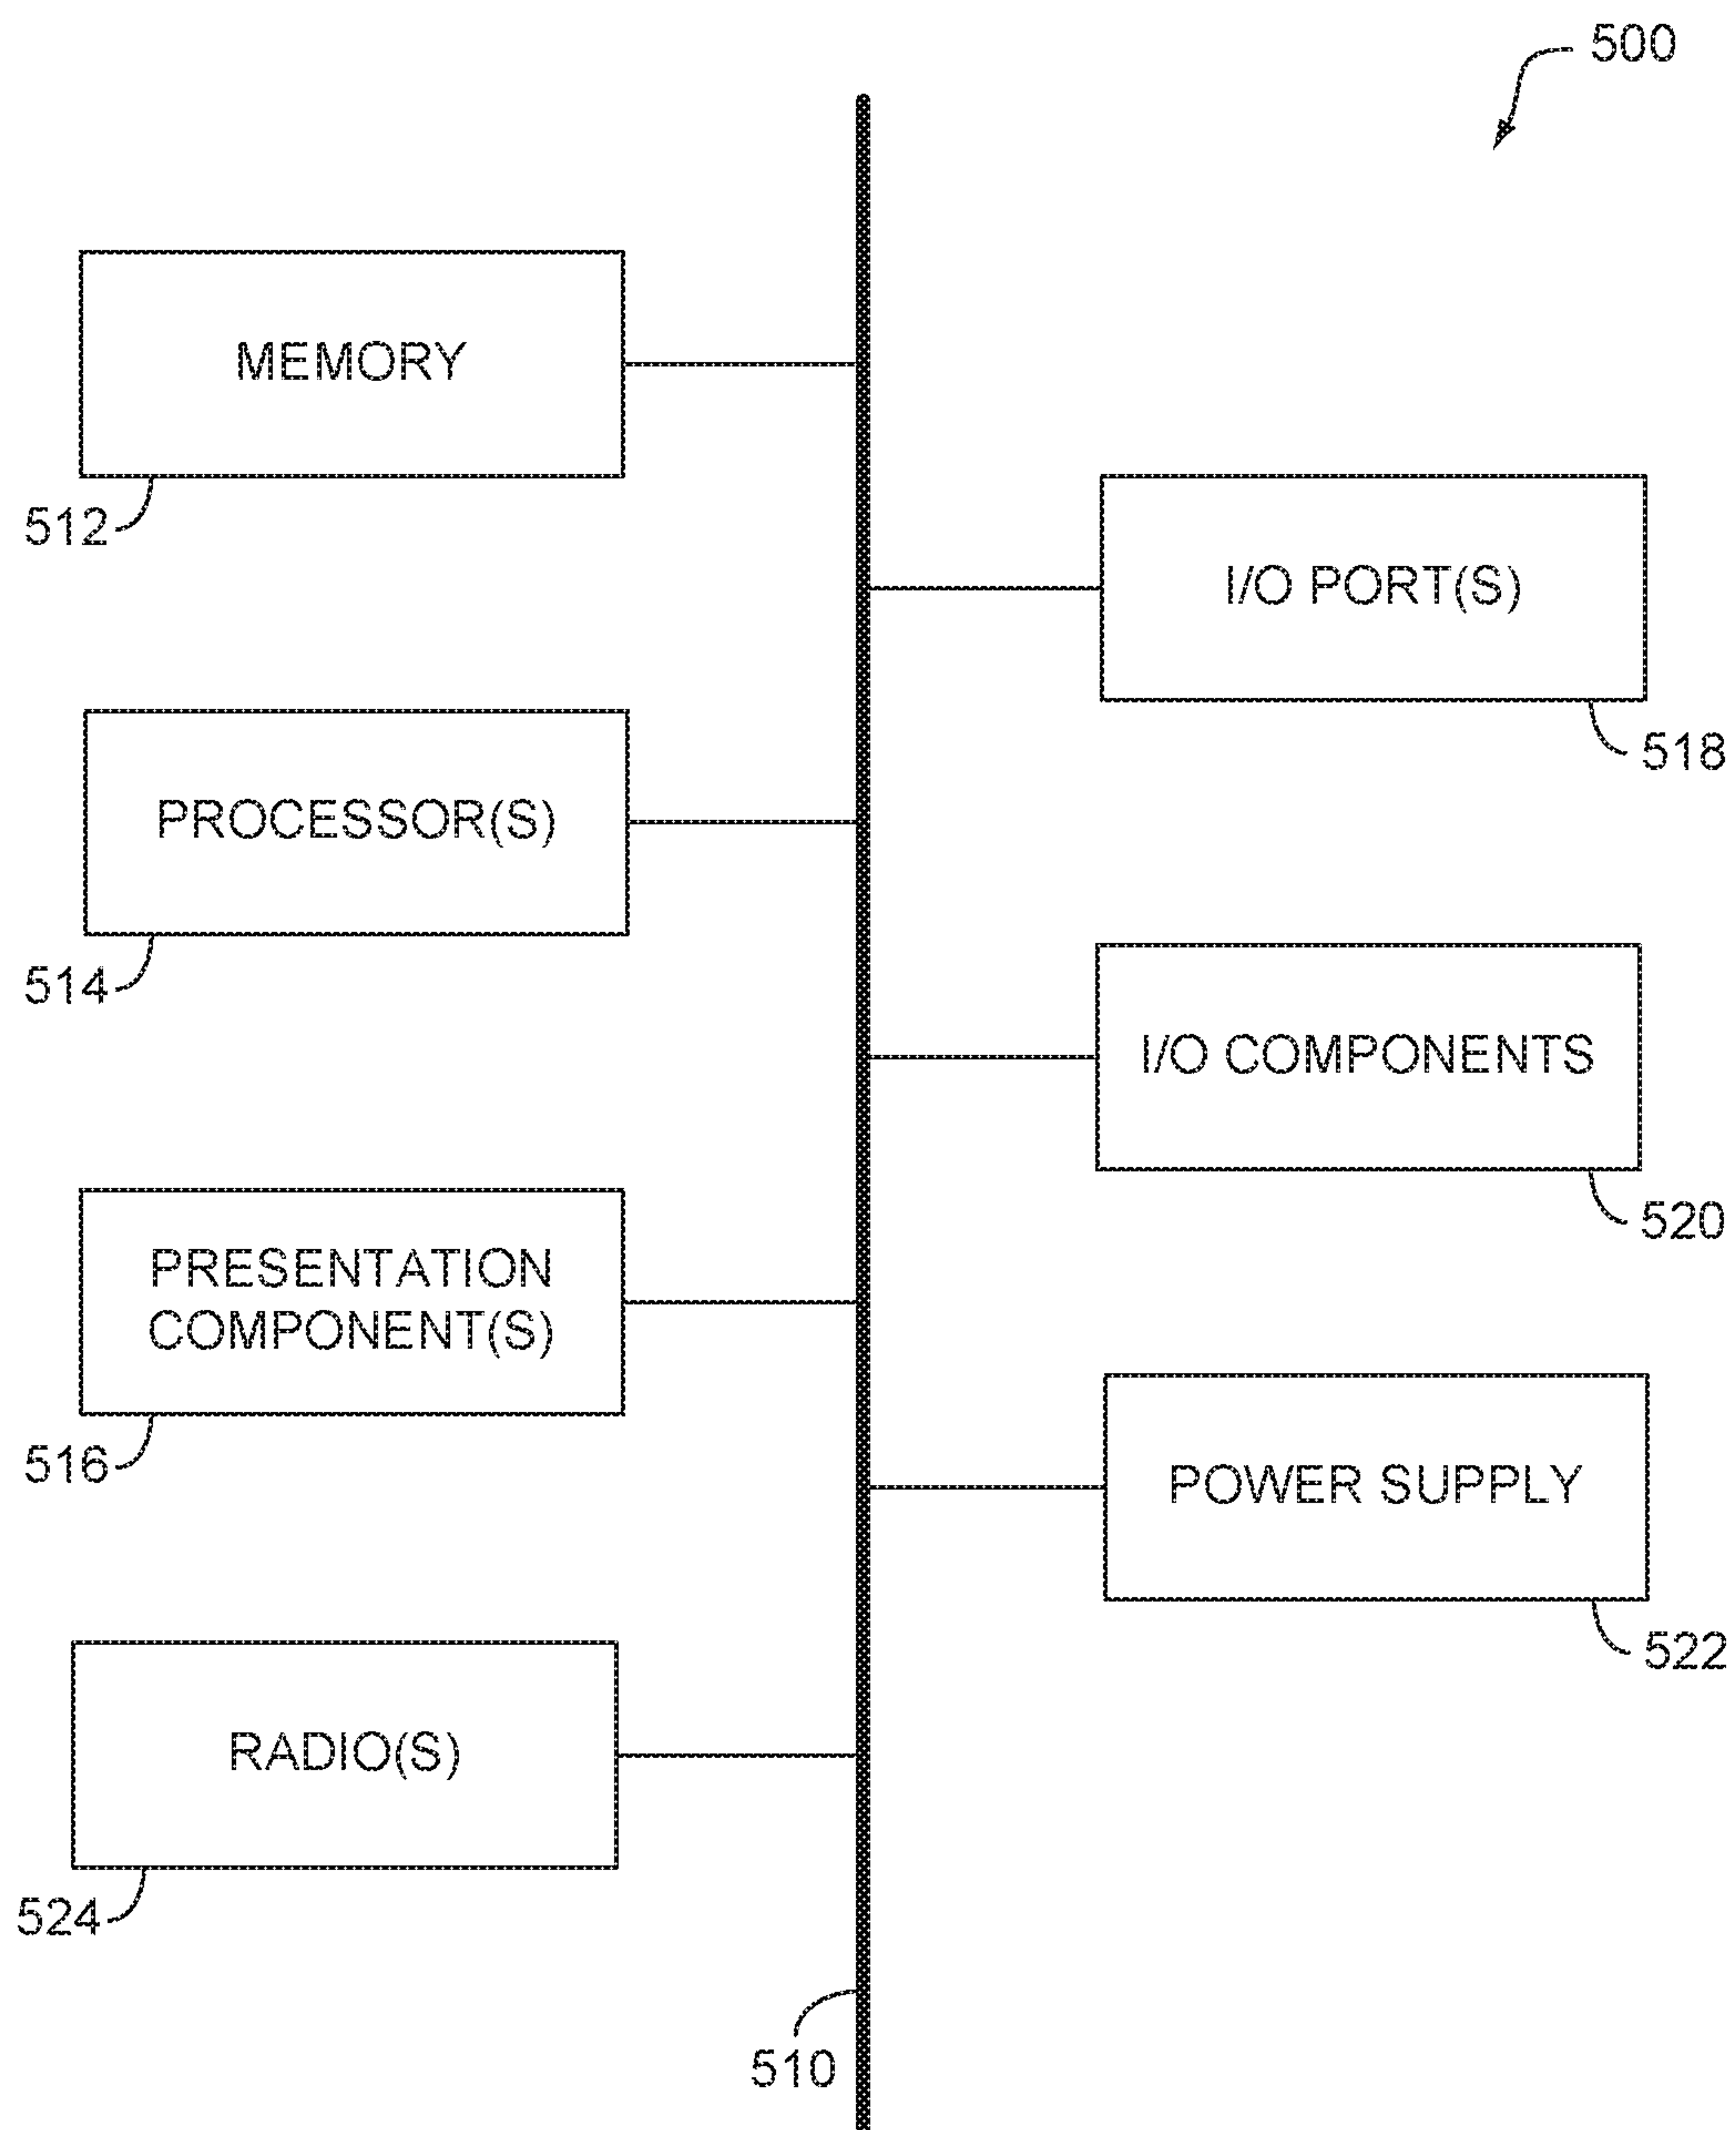 500
MEMORY
512
I/O PORT(S)
518
PROCESSOR(S)
514
I/O COMPONENTS
520
PRESENTATION
COMPONENT(S)
516
POWER SUPPLY
522
RADIO(S)
524
510